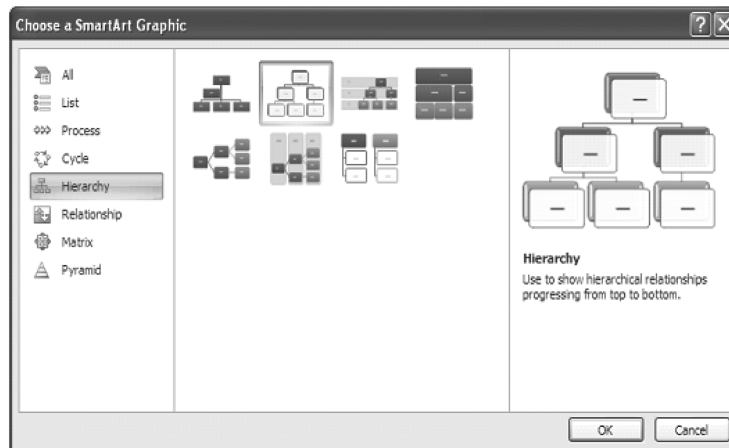 Choose a SmartArt Graphic
All
List
Process
Cycle
Hierarchy
Relationship
Matrix
Pyramid
Hierarchy
Use to show hierarchical relationships
progressing from top to bottom.
OK
Cancel